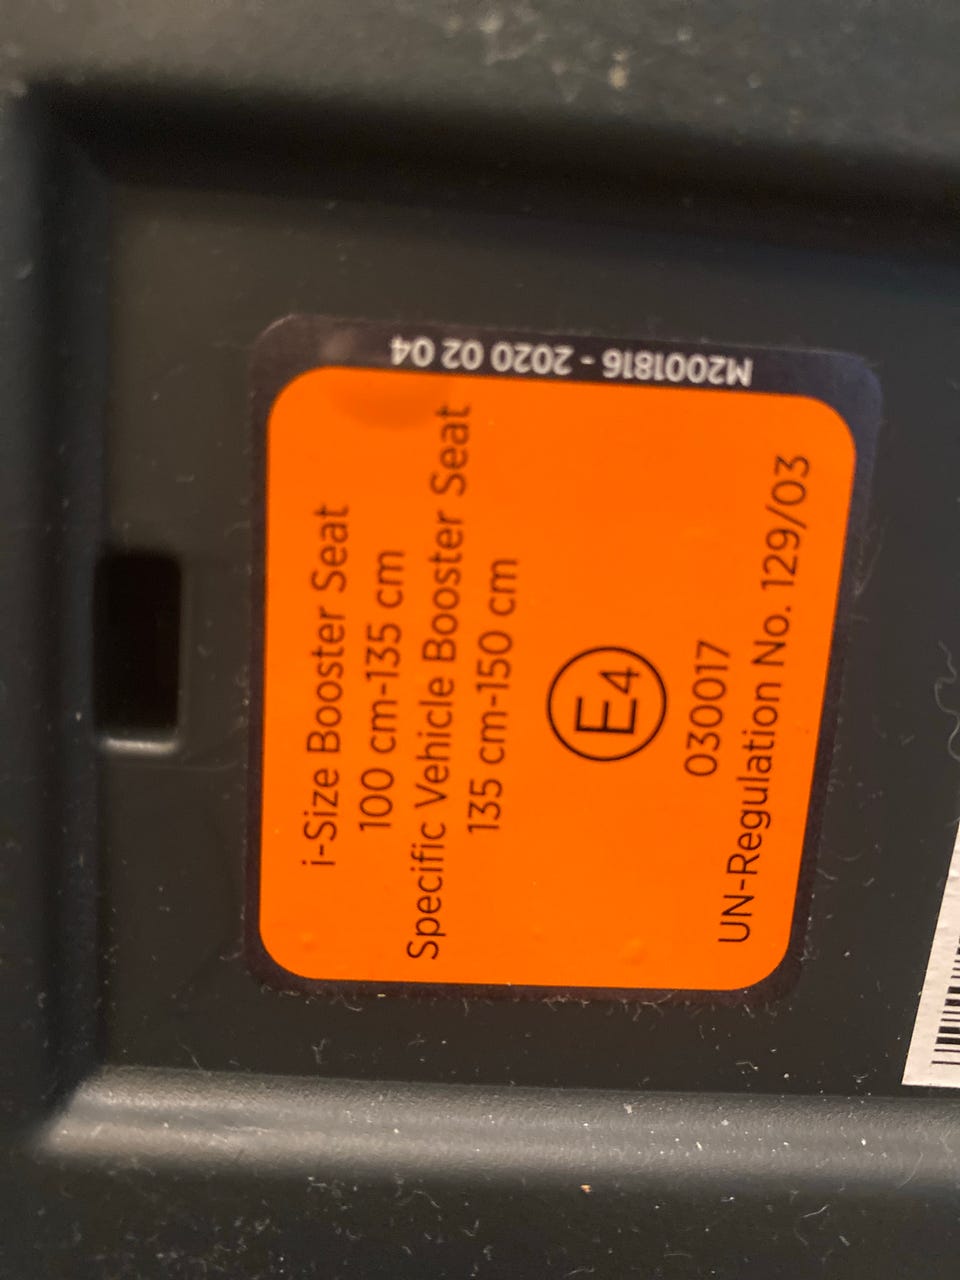 i-Size Booster Seat
100 cm-135 cm
Specific Vehicle Booster Seat
135 cm-150 cm
E4
030017
UN-Regulation No. 129/03
M2001816 - 2020 02 04